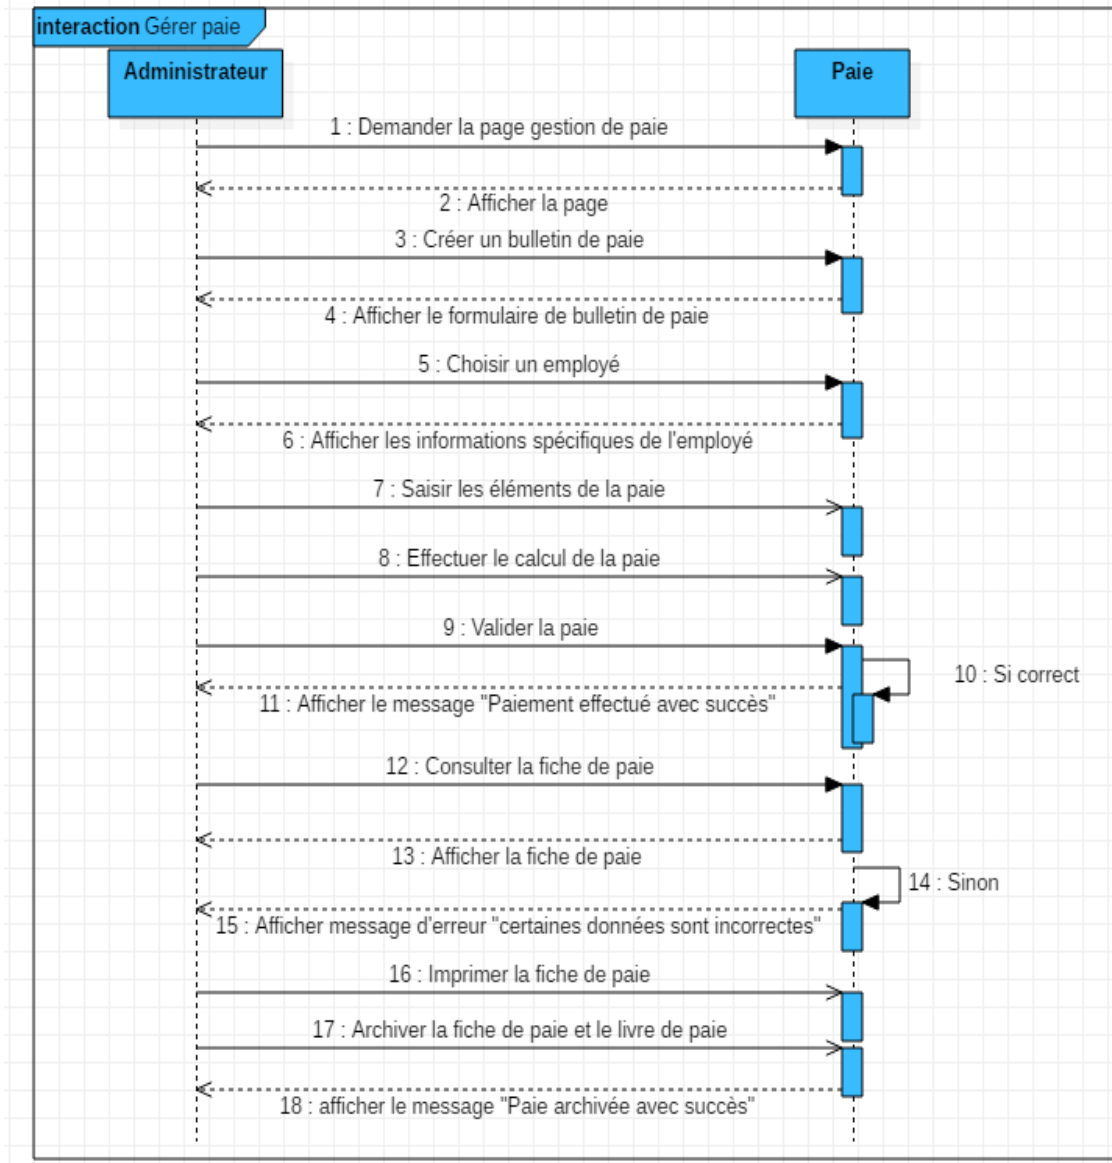 interaction Gérer paie
Administrateur
Paie
1 : Demander la page gestion de paie
2 : Afficher la page
3 : Créer un bulletin de paie
4 : Afficher le formulaire de bulletin de paie
5 : Choisir un employé
6 : Afficher les informations spécifiques de l'employé
7 : Saisir les éléments de la paie
8 : Effectuer le calcul de la paie
9 : Valider la paie
10 : Si correct
11 : Afficher le message "Paiement effectué avec succès"
12 : Consulter la fiche de paie
13 : Afficher la fiche de paie
14 : Sinon
15 : Afficher message d'erreur "certaines données sont incorrectes"
16 : Imprimer la fiche de paie
17 : Archiver la fiche de paie et le livre de paie
18 : afficher le message "Paie archivée avec succès"